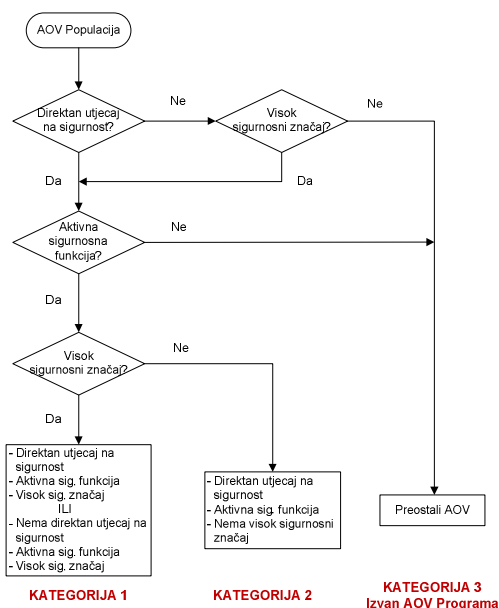 AOV Populacija
Direktan utjecaj
na sigurnost?
Ne
Visok
sigurnosni značaj?
Ne
Da
Da
Aktivna
sigurnosna
funkcija?
Ne
Da
Visok
sigurnosni značaj?
Ne
Da
- Direktan utjecaj na
sigurnost
- Aktivna sig. funkcija
- Visok sig. značaj
ILI
- Nema direktan utjecaj na
sigurnost
- Aktivna sig. funkcija
- Visok sig. značaj
- Direktan utjecaj na
sigurnost
- Aktivna sig. funkcija
- Nema visok sigurnosni
značaj
Preostali AOV
KATEGORIJA 1
KATEGORIJA 2
KATEGORIJA 3
Izvan AOV Programa